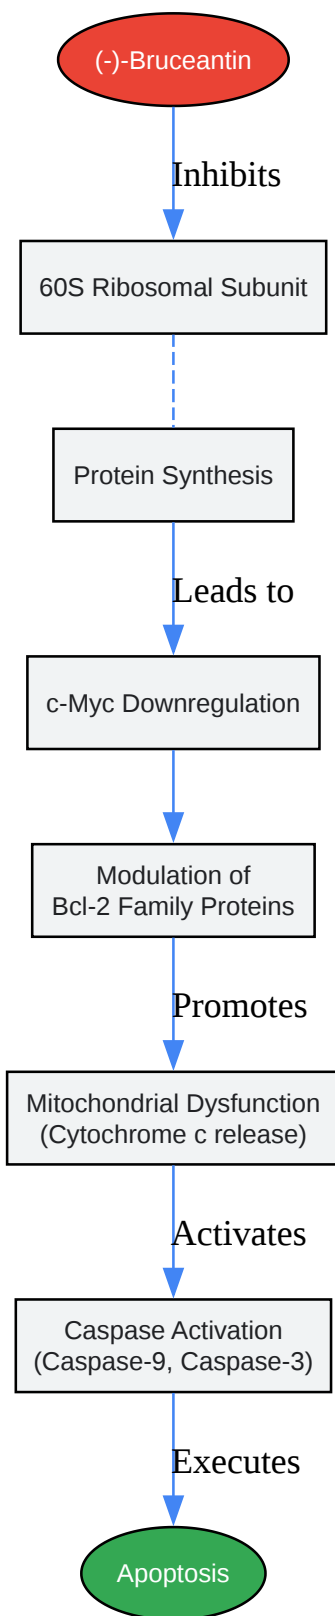 (-)-Bruceantin
Inhibits
60S Ribosomal Subunit
Protein Synthesis
Leads to
c-Myc Downregulation
Modulation of
Bcl-2 Family Proteins
Promotes
Mitochondrial Dysfunction
(Cytochrome c release)
Activates
Caspase Activation
(Caspase-9, Caspase-3)
Executes
Apoptosis